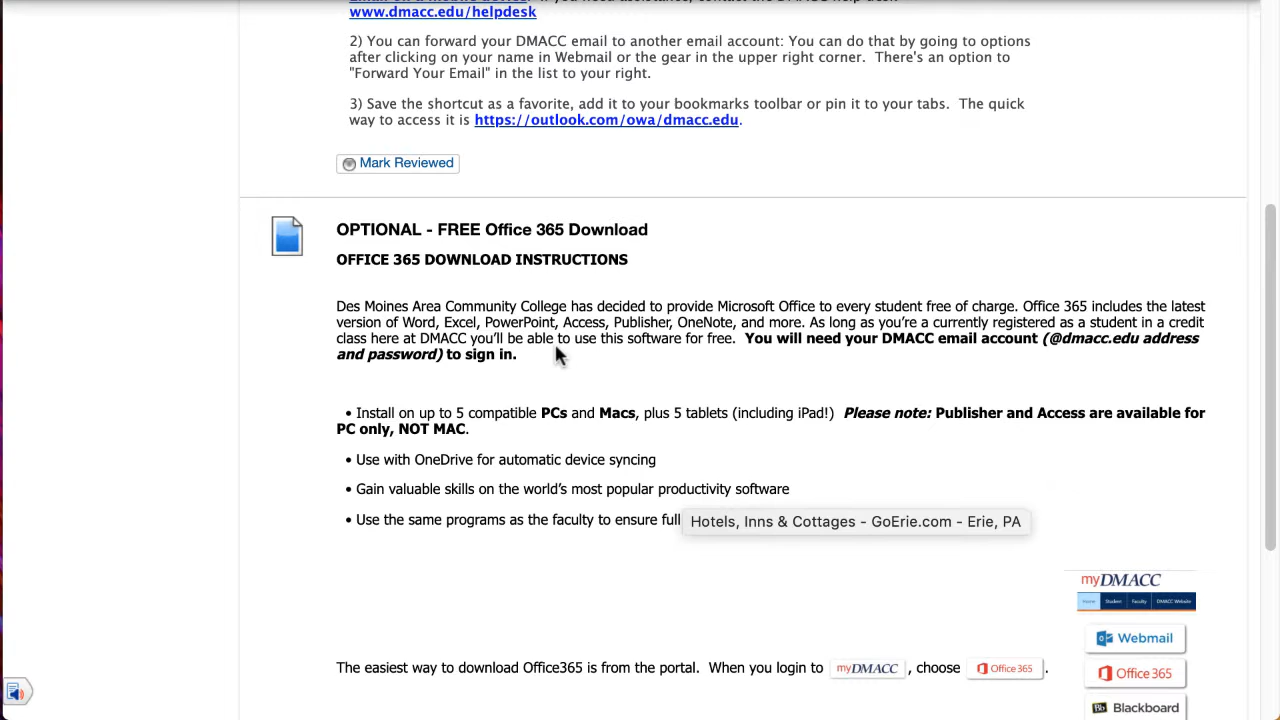 www.dmacc.edu/helpdesk
2) You can forward your DMACC email to another email account: You can do that by going to options
after clicking on your name in Webmail or the gear in the upper right corner.  There's an option to
"Forward Your Email" in the list to your right.
3) Save the shortcut as a favorite, add it to your bookmarks toolbar or pin it to your tabs.  The quick
way to access it is https://outlook.com/owa/dmacc.edu.
Mark Reviewed
OPTIONAL - FREE Office 365 Download
OFFICE 365 DOWNLOAD INSTRUCTIONS
Des Moines Area Community College has decided to provide Microsoft Office to every student free of charge. Office 365 includes the latest
version of Word, Excel, PowerPoint, Access, Publisher, OneNote, and more. As long as you're a currently registered as a student in a credit
class here at DMACC you'll be able to use this software for free.  You will need your DMACC email account (@dmacc.edu address
and password) to sign in.
• Install on up to 5 compatible PCs and Macs, plus 5 tablets (including iPad!)  Please note: Publisher and Access are available for
PC only, NOT MAC.
• Use with OneDrive for automatic device syncing
• Gain valuable skills on the world's most popular productivity software
• Use the same programs as the faculty to ensure full
Hotels, Inns & Cottages - GoErie.com - Erie, PA
myDMACC
Home Student Faculty DMACC Website
Webmail
The easiest way to download Office365 is from the portal.  When you login to myDMACC , choose Office 365 .
Office 365
Blackboard